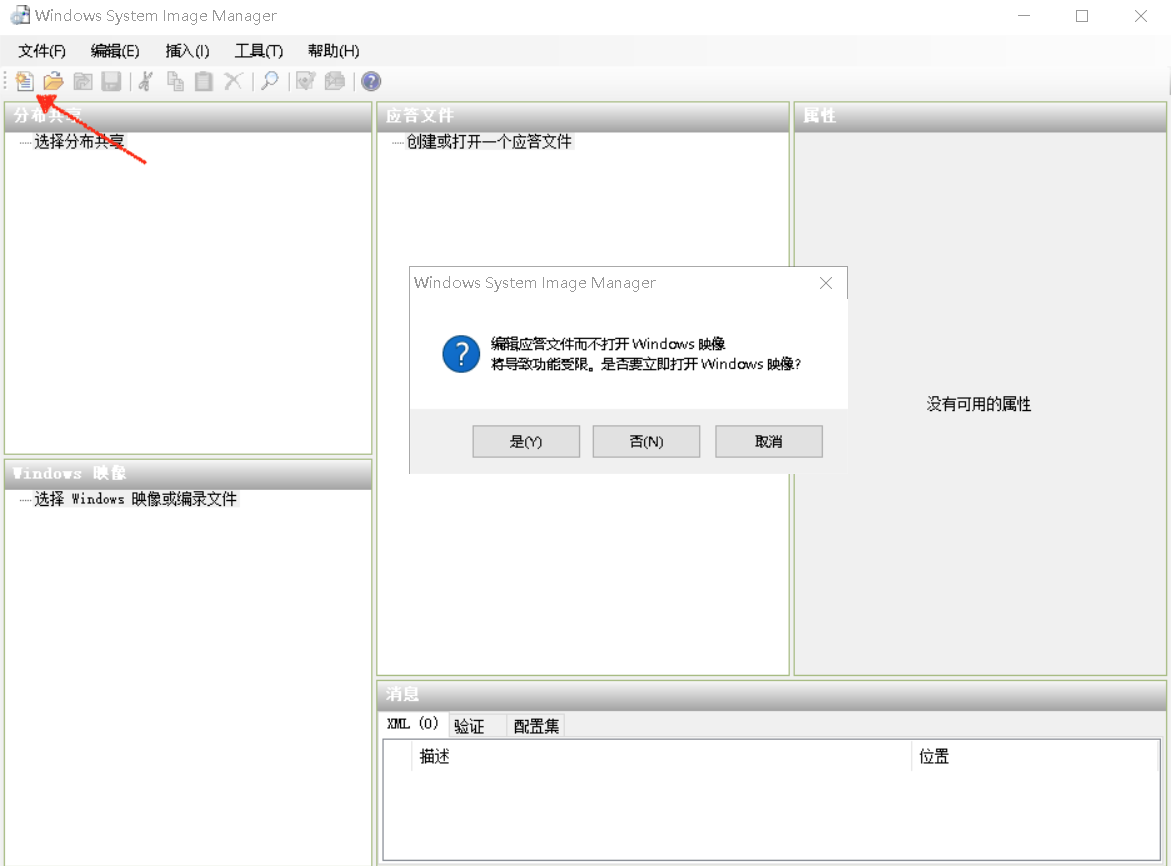 Windows System Image Manager
文件(F) 编辑(E) 插入(I) 工具(T) 帮助(H)
分布共享
选择分布共享
应答文件
创建或打开一个应答文件
属性
没有可用的属性
Windows System Image Manager
编辑应答文件而不打开 Windows 映像
将导致功能受限。是否要立即打开 Windows 映像?
是(Y) 否(N) 取消
Windows 映像
选择 Windows 映像或编录文件
消息
XML (0) 验证 配置集
描述 位置